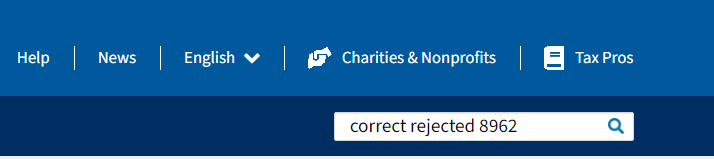 Help News English Charities & Nonprofits Tax Pros
correct rejected 8962